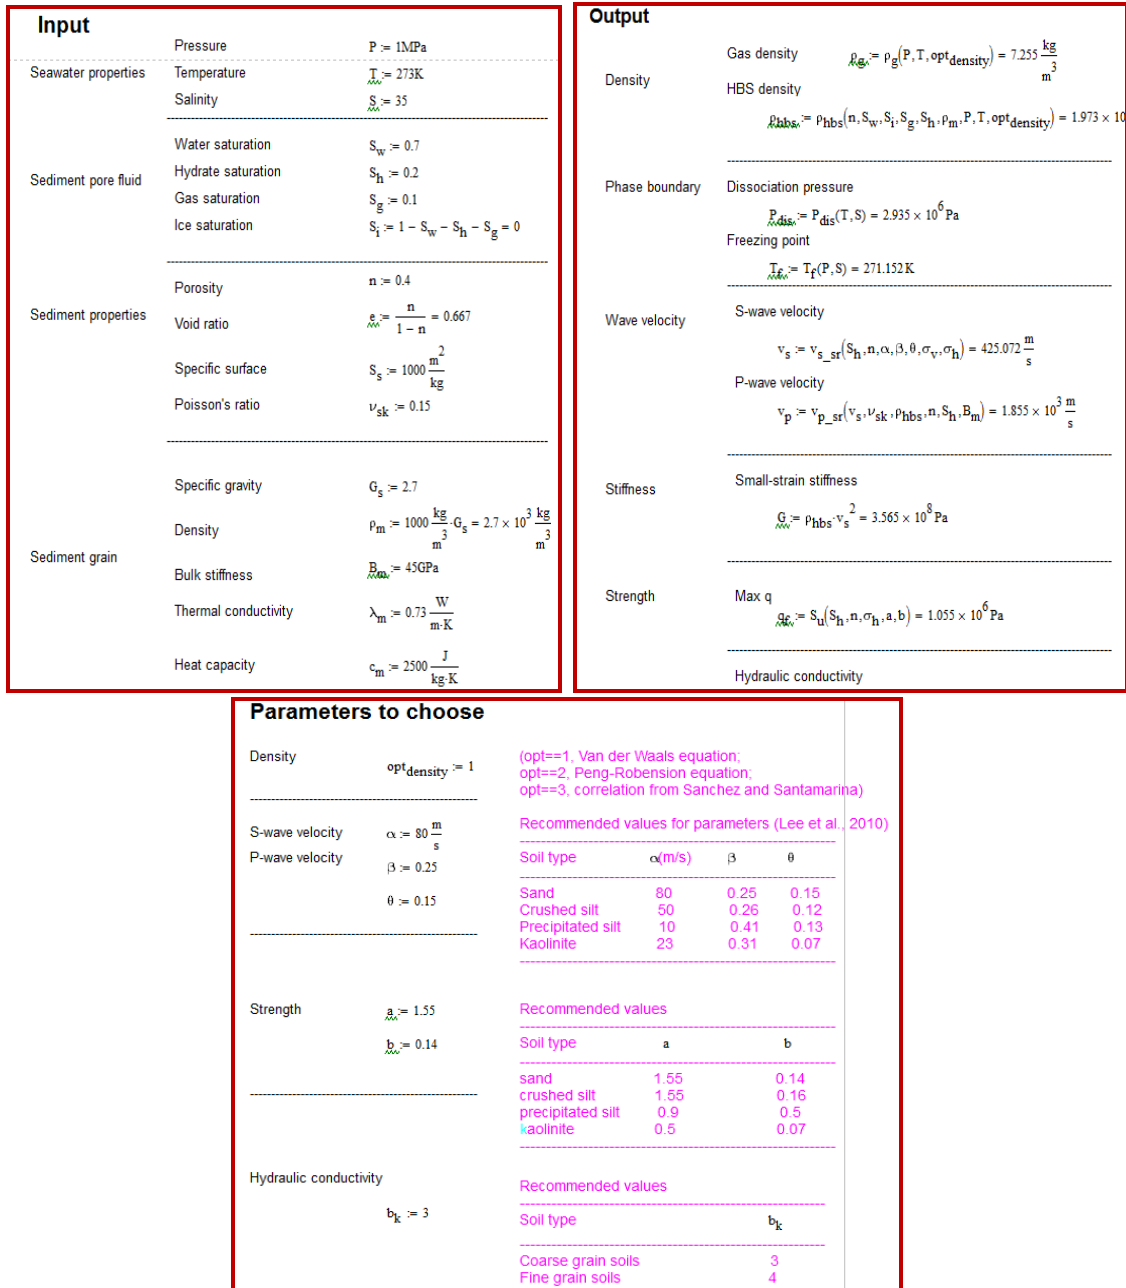 Input
Pressure P := 1MPa
Seawater properties Temperature T := 273K
Salinity S := 35
Water saturation S_w := 0.7
Sediment pore fluid Hydrate saturation S_h := 0.2
Gas saturation S_g := 0.1
Ice saturation S_i := 1 − S_w − S_h − S_g = 0
Porosity n := 0.4
Sediment properties Void ratio e := n/(1 − n) = 0.667
Specific surface S_s := 1000 m²/kg
Poisson's ratio ν_sk := 0.15
Specific gravity G_s := 2.7
Density ρ_m := 1000 kg/m³ · G_s = 2.7 × 10³ kg/m³
Sediment grain
Bulk stiffness B_m := 45GPa
Thermal conductivity λ_m := 0.73 W/(m·K)
Heat capacity c_m := 2500 J/(kg·K)
Output
Gas density ρ_g := ρ_g(P, T, opt_density) = 7.255 kg/m³
Density
HBS density
ρ_hbs := ρ_hbs(n, S_w, S_i, S_g, S_h, ρ_m, P, T, opt_density) = 1.973 × 10
Phase boundary Dissociation pressure
P_dis := P_dis(T, S) = 2.935 × 10⁶ Pa
Freezing point
T_f := T_f(P, S) = 271.152 K
Wave velocity S-wave velocity
v_s := v_s_sr(S_h, n, α, β, θ, σ_v, σ_h) = 425.072 m/s
P-wave velocity
v_p := v_p_sr(v_s, ν_sk, ρ_hbs, n, S_h, B_m) = 1.855 × 10³ m/s
Stiffness Small-strain stiffness
G := ρ_hbs · v_s² = 3.565 × 10⁸ Pa
Strength Max q
q_f := S_u(S_h, n, σ_h, a, b) = 1.055 × 10⁶ Pa
Hydraulic conductivity
Parameters to choose
Density opt_density := 1
(opt==1, Van der Waals equation;
opt==2, Peng-Robension equation;
opt==3, correlation from Sanchez and Santamarina)
S-wave velocity α := 80 m/s
P-wave velocity
β := 0.25
θ := 0.15
Recommended values for parameters (Lee et al., 2010)
Soil type α(m/s) β θ
Sand 80 0.25 0.15
Crushed silt 50 0.26 0.12
Precipitated silt 10 0.41 0.13
Kaolinite 23 0.31 0.07
Strength a := 1.55
b := 0.14
Recommended values
Soil type a b
sand 1.55 0.14
crushed silt 1.55 0.16
precipitated silt 0.9 0.5
kaolinite 0.5 0.07
Hydraulic conductivity
b_k := 3
Recommended values
Soil type b_k
Coarse grain soils 3
Fine grain soils 4